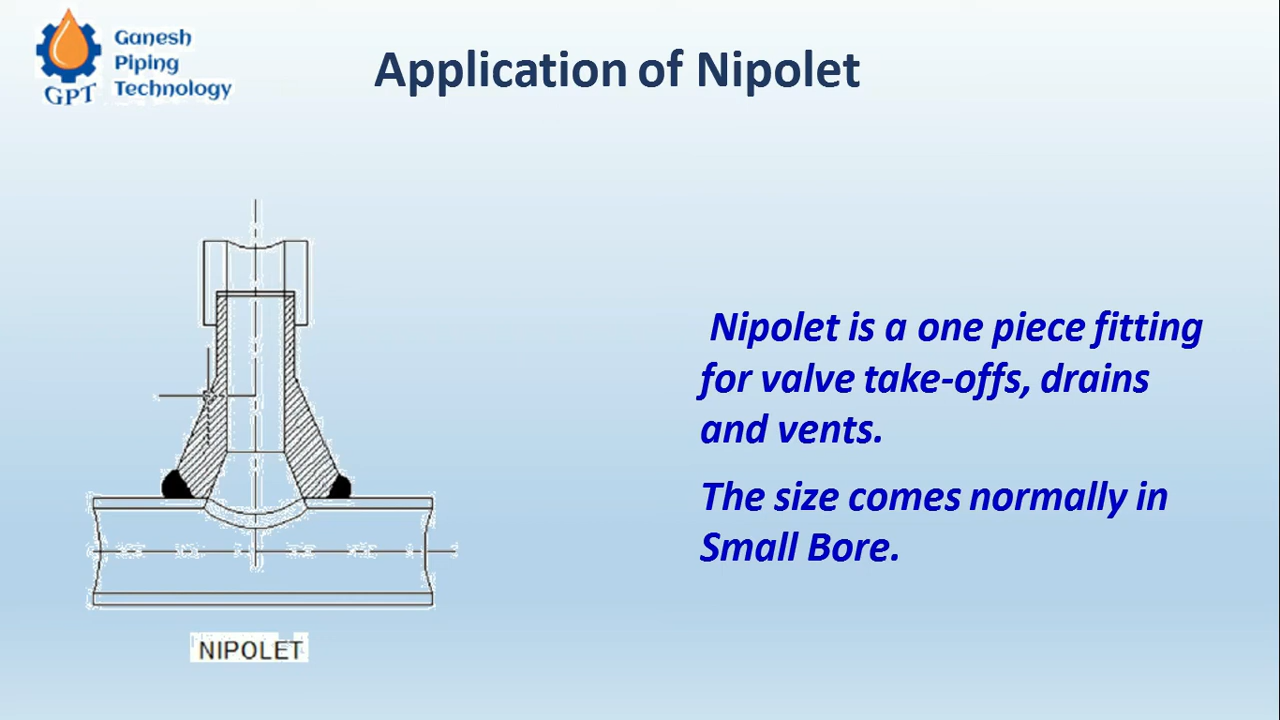 Ganesh
Piping
Technology
GPT
Application of Nipolet
Nipolet is a one piece fitting
for valve take-offs, drains
and vents.
The size comes normally in
Small Bore.
NIPOLET